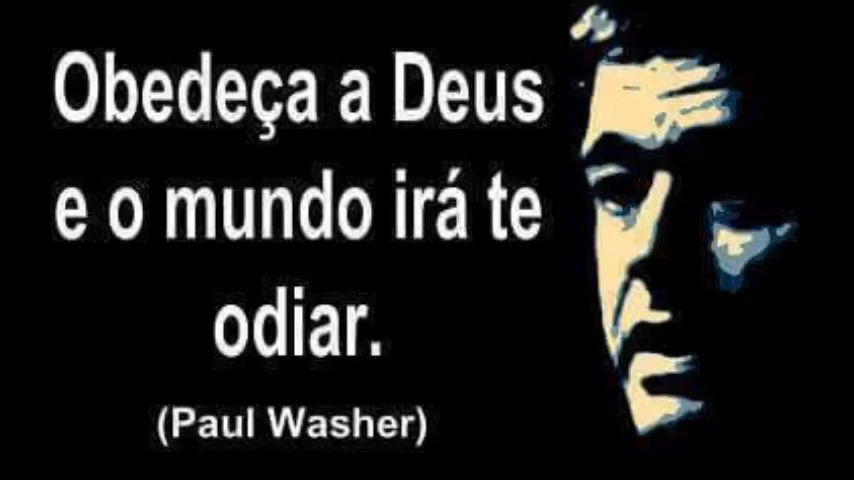 Obedeça a Deus
e o mundo irá te
odiar.
(Paul Washer)